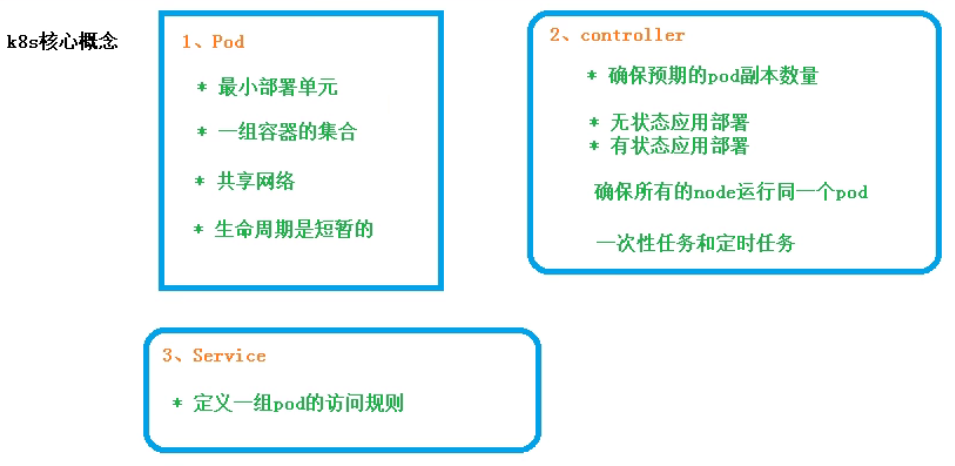 k8s核心概念
1、Pod
* 最小部署单元
* 一组容器的集合
* 共享网络
* 生命周期是短暂的
2、controller
* 确保预期的pod副本数量
* 无状态应用部署
* 有状态应用部署
确保所有的node运行同一个pod
一次性任务和定时任务
3、Service
* 定义一组pod的访问规则